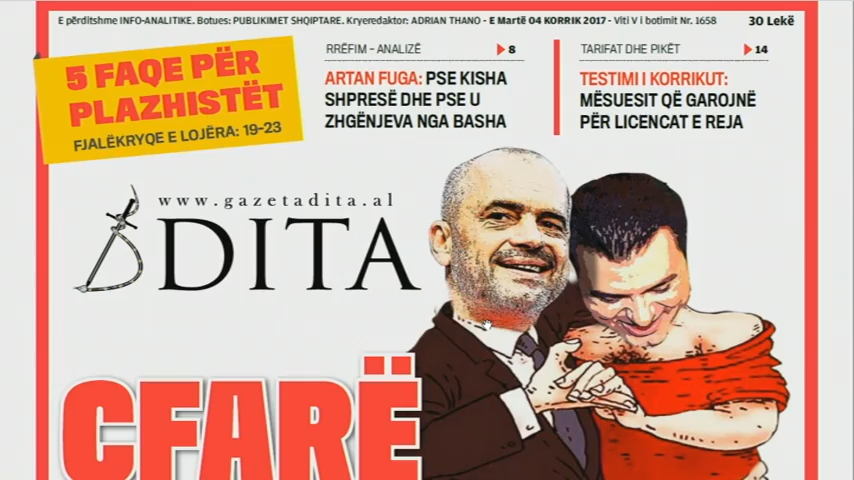 E përditshme INFO-ANALITIKE. Botues: PUBLIKIMET SHQIPTARE. Kryeredaktor: ADRIAN THANO - E Martë 04 KORRIK 2017 - Viti V i botimit Nr. 1658
30 Lekë
5 FAQE PËR
PLAZHISTËT
FJALËKRYQE E LOJËRA: 19-23
RRËFIM - ANALIZË
8
ARTAN FUGA: PSE KISHA
SHPRESË DHE PSE U
ZHGËNJEVA NGA BASHA
TARIFAT DHE PIKËT
14
TESTIMI I KORRIKUT:
MËSUESIT QË GAROJNË
PËR LICENCAT E REJA
www.gazetadita.al
DITA
CFARË